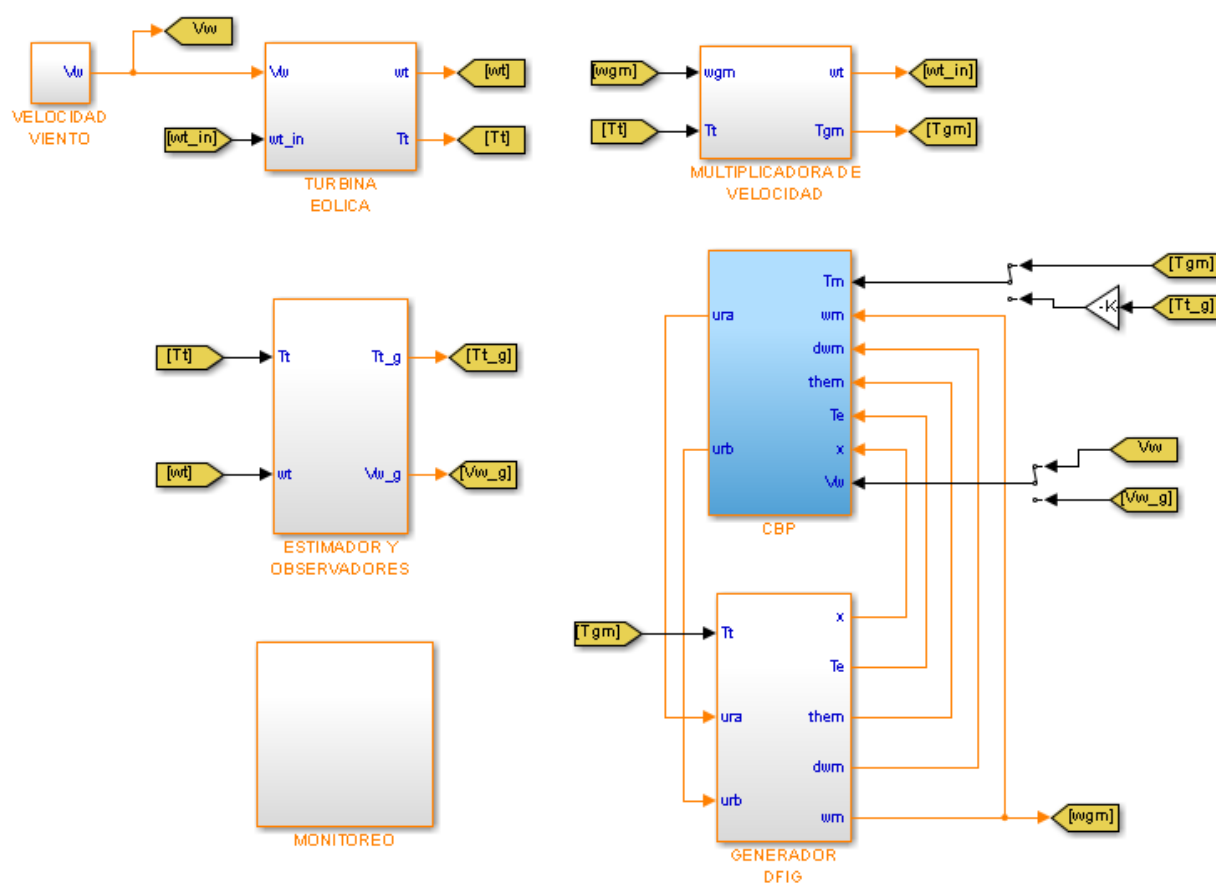 Vw
Vw
VELOCIDAD
VIENTO
[wt_in]
Vw
wt_in
wt
Tt
TURBINA
EOLICA
[wt]
[Tt]
[wgm]
[Tt]
wgm
Tt
wt
Tgm
MULTIPLICADORA DE
VELOCIDAD
[wt_in]
[Tgm]
[Tt]
[wt]
Tt
wt
Tt_g
Vw_g
ESTIMADOR Y
OBSERVADORES
[Tt_g]
[Vw_g]
ura
urb
Tm
wm
dwm
them
Te
x
Vw
CBP
[Tgm]
-K-
[Tt_g]
Vw
[Vw_g]
MONITOREO
[Tgm]
Tt
ura
urb
x
Te
them
dwm
wm
GENERADOR
DFIG
[wgm]